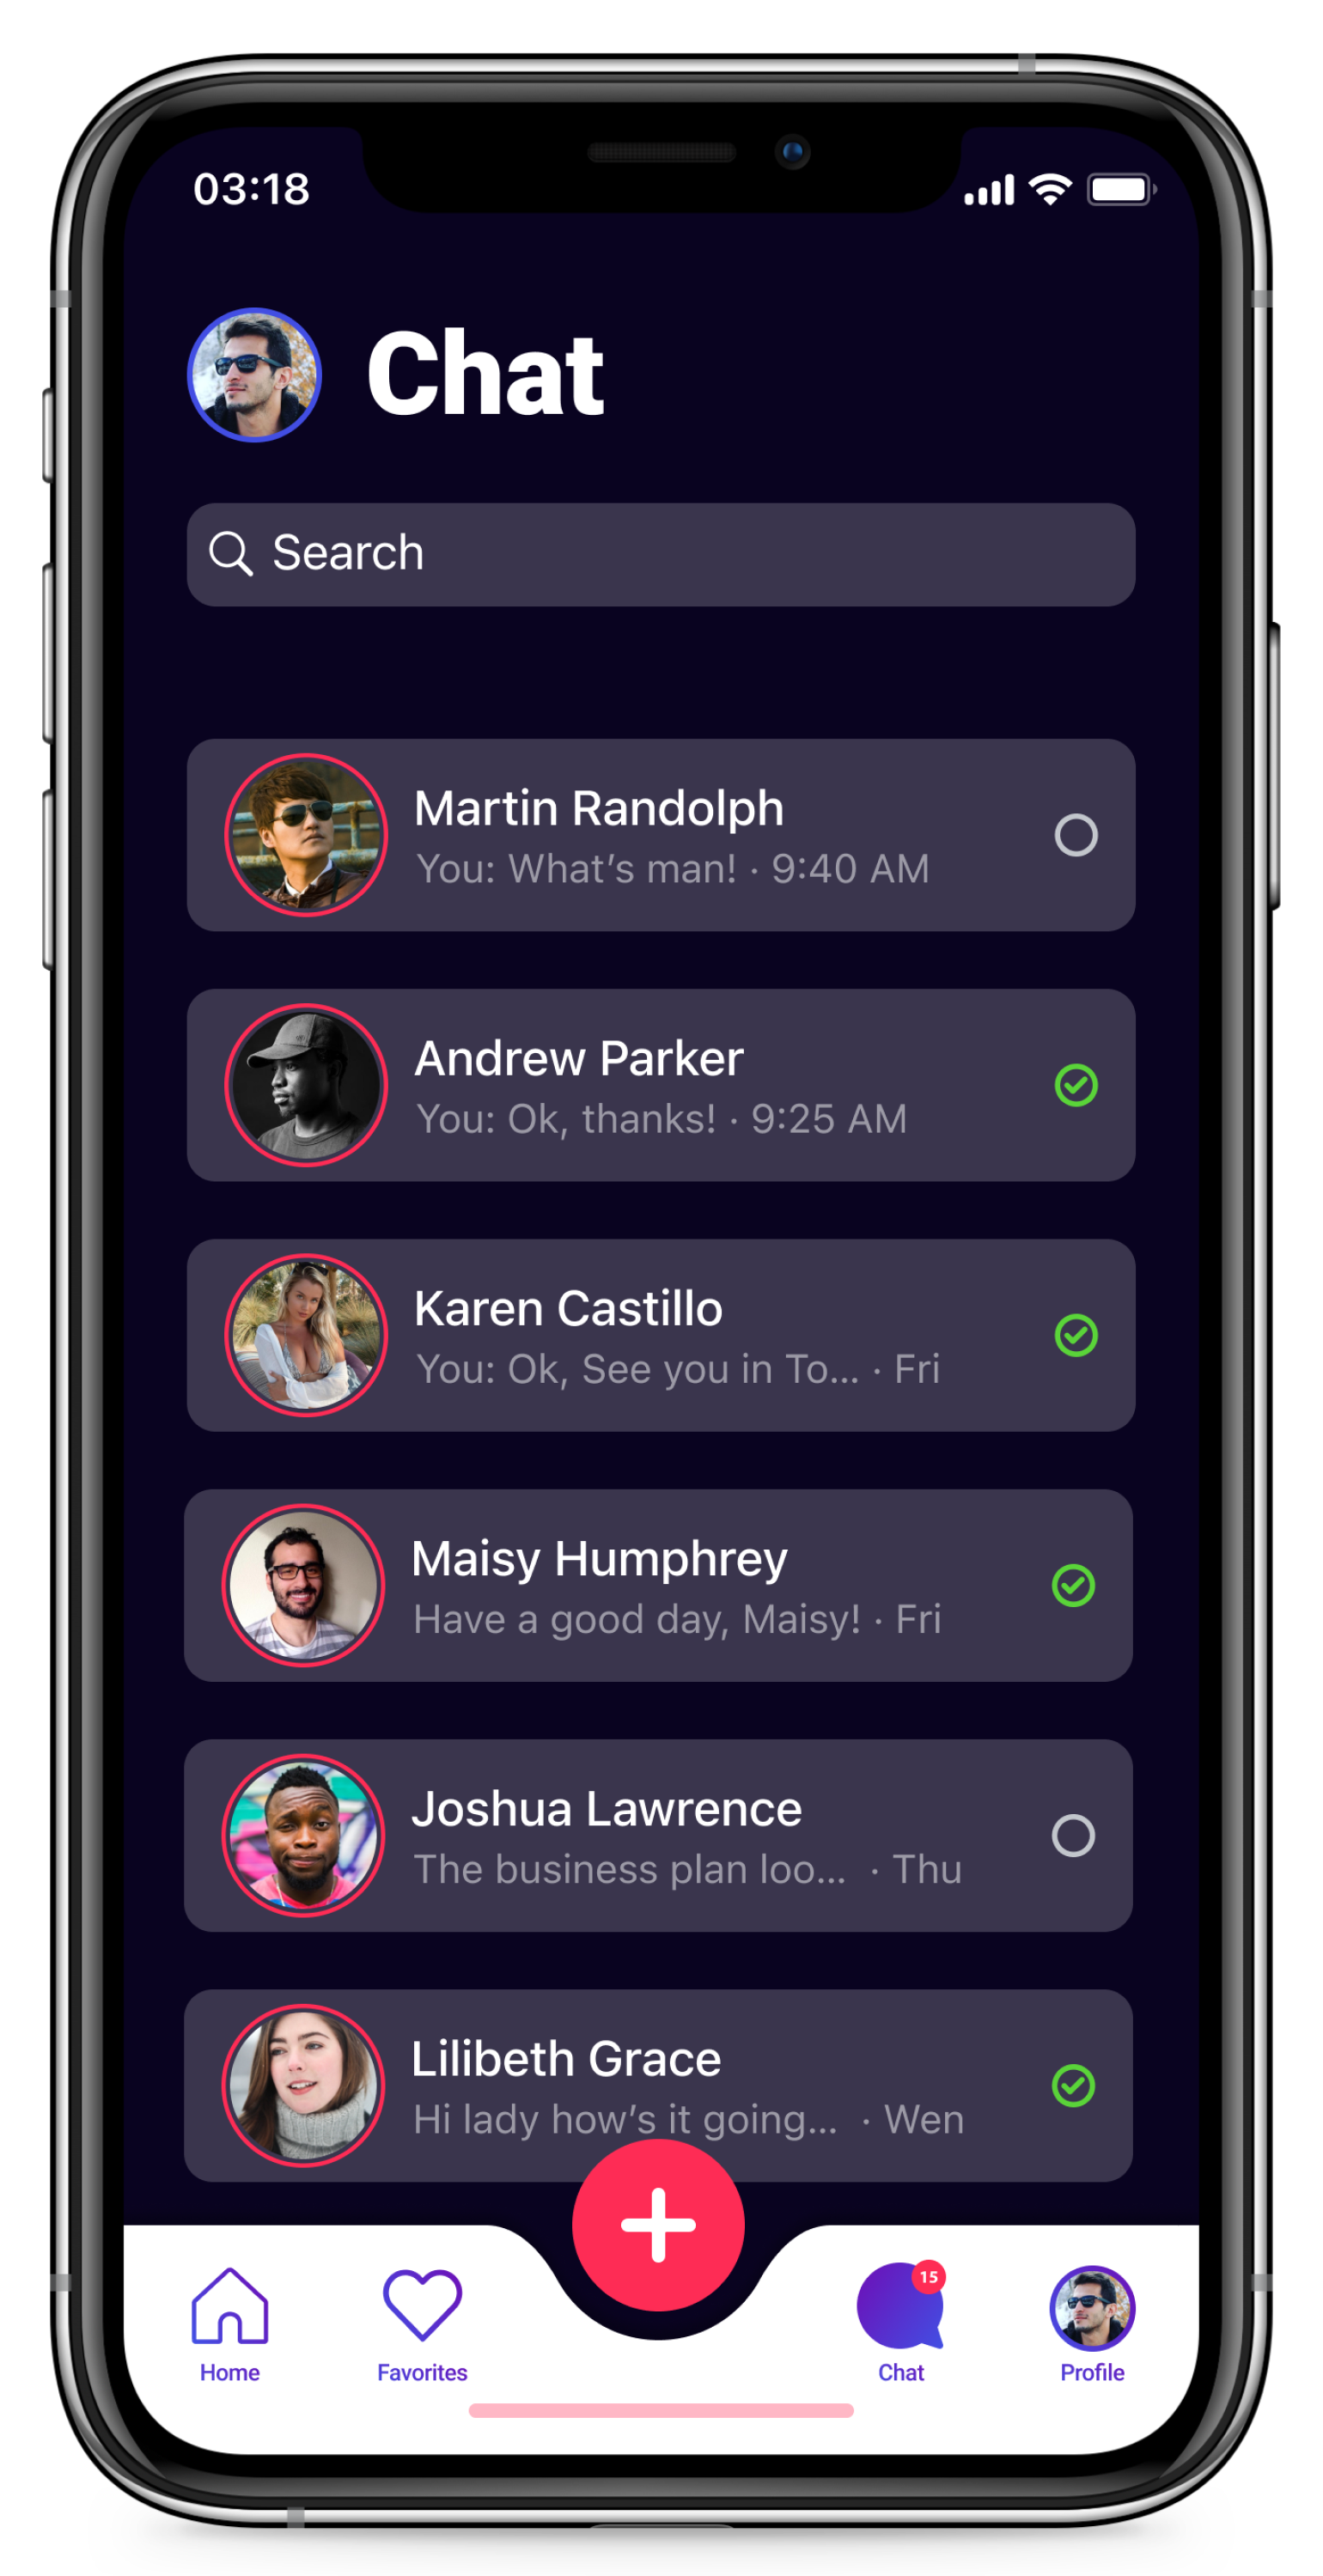 03:18
Chat
Search
Martin Randolph
You: What’s man! · 9:40 AM
Andrew Parker
You: Ok, thanks! · 9:25 AM
Karen Castillo
You: Ok, See you in To... · Fri
Maisy Humphrey
Have a good day, Maisy! · Fri
Joshua Lawrence
The business plan loo... · Thu
Lilibeth Grace
Hi lady how’s it going... · Wen
15
Home Favorites Chat Profile